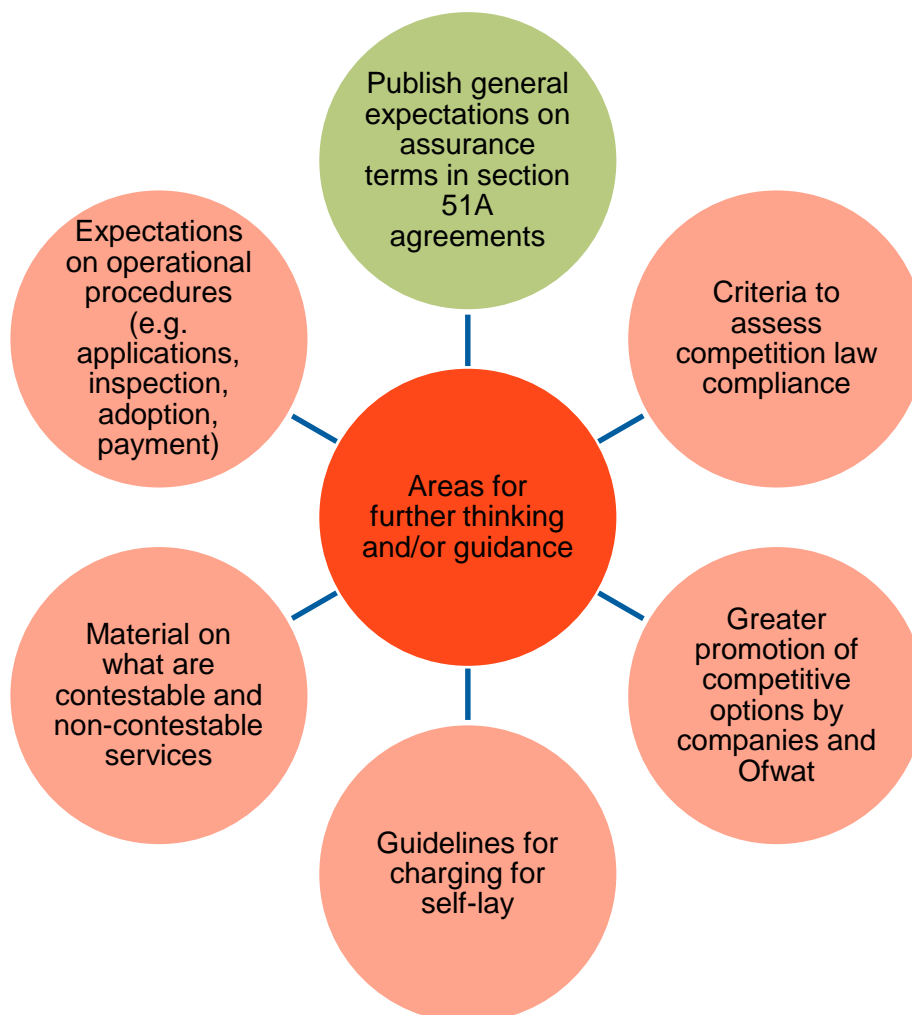 Publish general
expectations on
assurance
terms in section
51A
agreements
Expectations
on operational
procedures
(e.g.
applications,
inspection,
adoption,
payment)
Criteria to
assess
competition law
compliance
Areas for
further thinking
and/or guidance
Material on
what are
contestable and
non-contestable
services
Greater
promotion of
competitive
options by
companies and
Ofwat
Guidelines for
charging for
self-lay